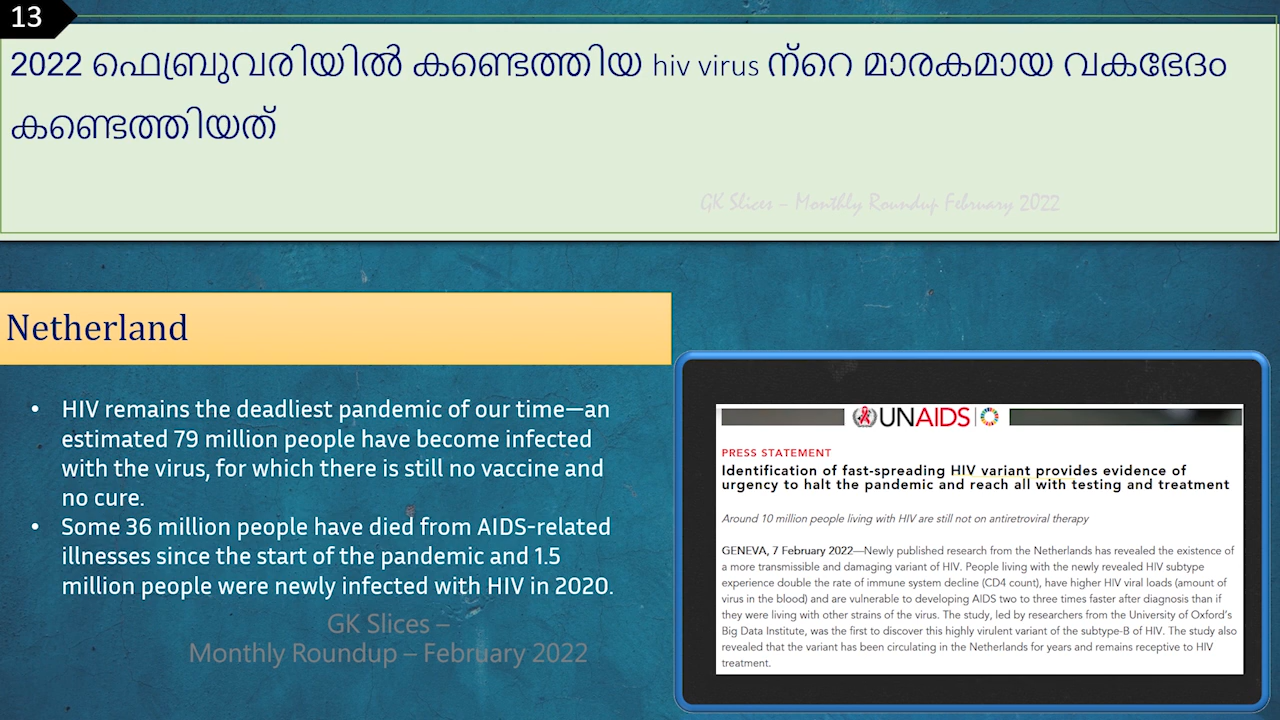 13
2022 ഫെബ്രുവരിയിൽ കണ്ടെത്തിയ hiv virus ന്റെ മാരകമായ വകഭേദം
കണ്ടെത്തിയത്
GK Slices – Monthly Roundup February 2022
Netherland
• HIV remains the deadliest pandemic of our time—an
estimated 79 million people have become infected
with the virus, for which there is still no vaccine and
no cure.
• Some 36 million people have died from AIDS-related
illnesses since the start of the pandemic and 1.5
million people were newly infected with HIV in 2020.
GK Slices –
Monthly Roundup – February 2022
UNAIDS
PRESS STATEMENT
Identification of fast-spreading HIV variant provides evidence of
urgency to halt the pandemic and reach all with testing and treatment
Around 10 million people living with HIV are still not on antiretroviral therapy
GENEVA, 7 February 2022—Newly published research from the Netherlands has revealed the existence of
a more transmissible and damaging variant of HIV. People living with the newly revealed HIV subtype
experience double the rate of immune system decline (CD4 count), have higher HIV viral loads (amount of
virus in the blood) and are vulnerable to developing AIDS two to three times faster after diagnosis than if
they were living with other strains of the virus. The study, led by researchers from the University of Oxford’s
Big Data Institute, was the first to discover this highly virulent variant of the subtype-B of HIV. The study also
revealed that the variant has been circulating in the Netherlands for years and remains receptive to HIV
treatment.